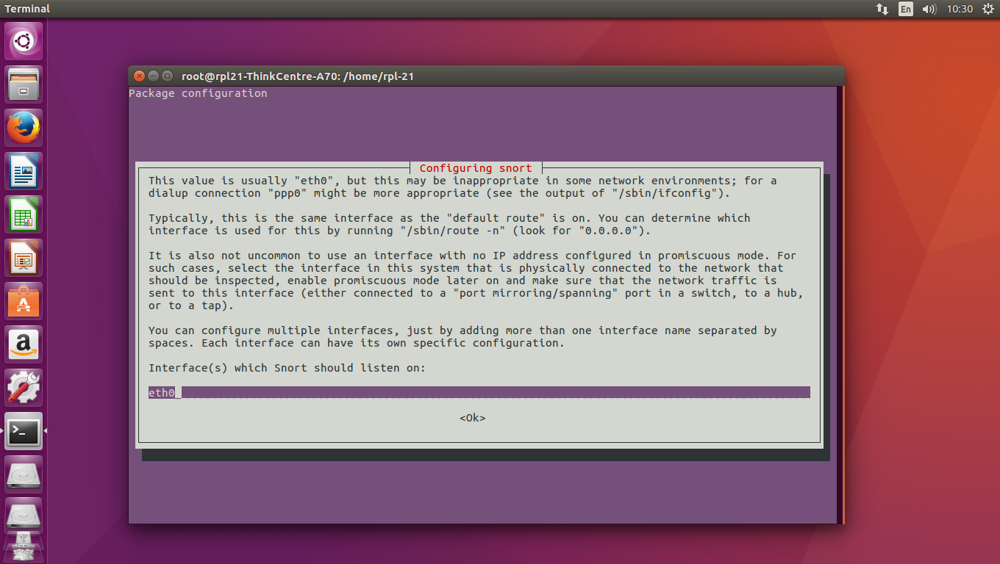 Terminal
En
10:30
root@rpl21-ThinkCentre-A70: /home/rpl-21
Package configuration
Configuring snort
This value is usually "eth0", but this may be inappropriate in some network environments; for a
dialup connection "ppp0" might be more appropriate (see the output of "/sbin/ifconfig").
Typically, this is the same interface as the "default route" is on. You can determine which
interface is used for this by running "/sbin/route -n" (look for "0.0.0.0").
It is also not uncommon to use an interface with no IP address configured in promiscuous mode. For
such cases, select the interface in this system that is physically connected to the network that
should be inspected, enable promiscuous mode later on and make sure that the network traffic is
sent to this interface (either connected to a "port mirroring/spanning" port in a switch, to a hub,
or to a tap).
You can configure multiple interfaces, just by adding more than one interface name separated by
spaces. Each interface can have its own specific configuration.
Interface(s) which Snort should listen on:
eth0
<Ok>